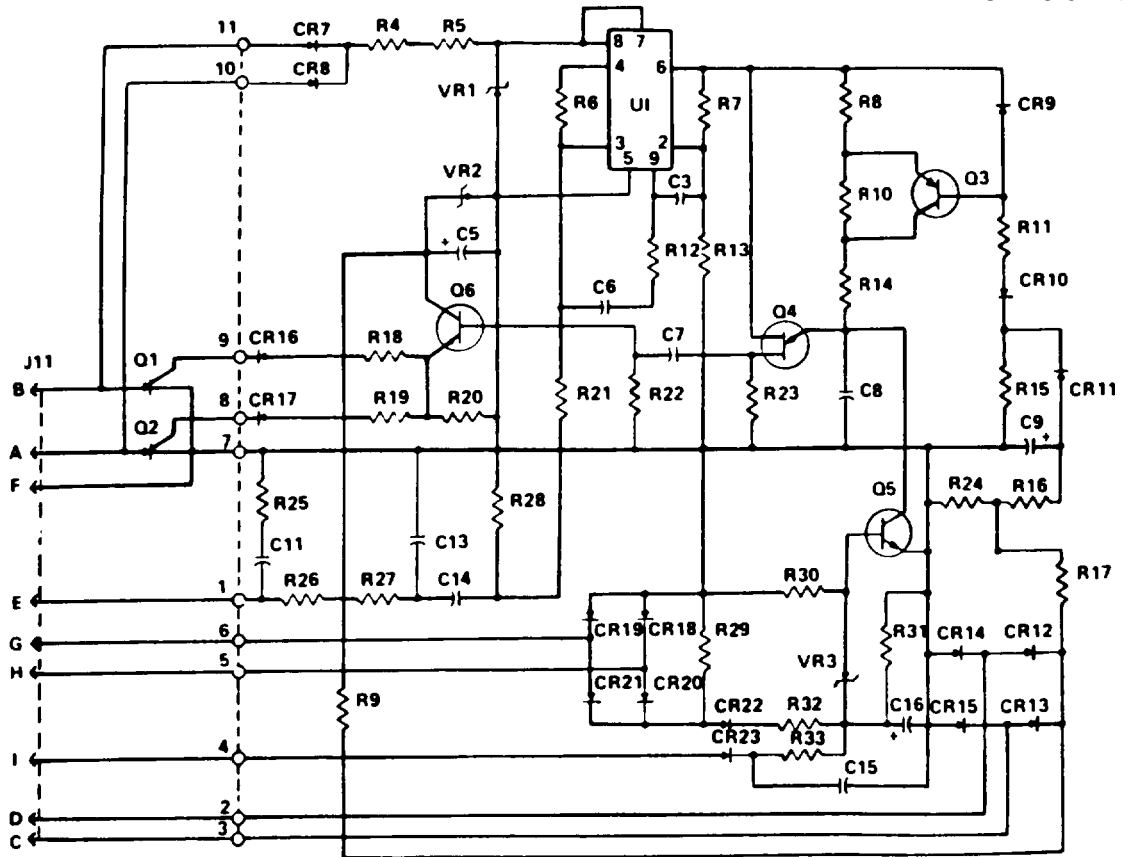 11 CR7 R4 R5
10 CR8
8 7
4 6
UI
3 2
5 9
VR1 R6 R7 R8 CR9
VR2 C3 R10 Q3
+ C5 R12 R13 R11
Q6 C6 R14 CR10
Q4
J11 Q1 9 CR16 R18 C7
B
R15 CR11
Q2 8 CR17 R19 R20 R21 R22 R23 C8
C9 +
A 7
F
R25 R28 Q5 R24 R16
C11 C13
R17
E 1 R26 R27 C14 R30
G 6 CR19 CR18 R29 R31 CR14 CR12
H 5
VR3
R9 CR21 CR20 CR22 R32 C16 CR15 CR13
+
CR23 R33
I 4
C15
D 2
C 3